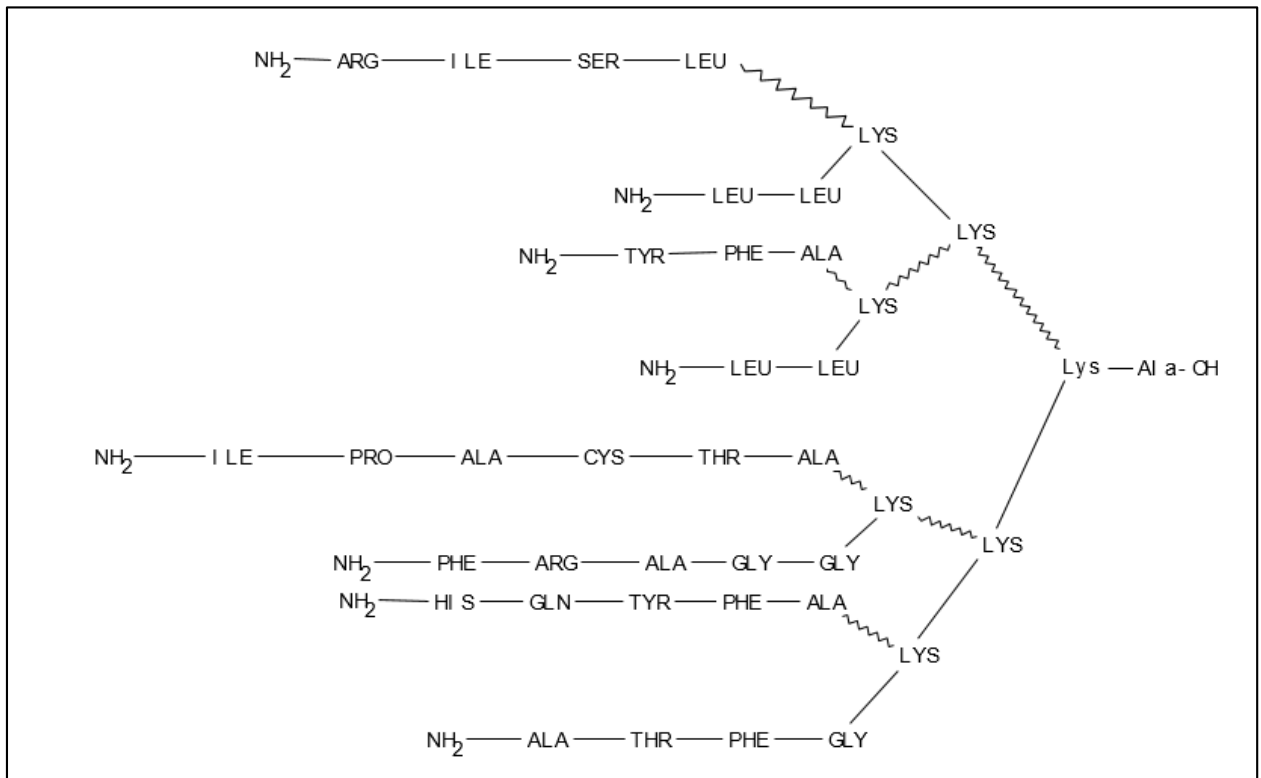 NH2 ARG ILE SER LEU
LYS
NH2 LEU LEU
LYS
NH2 TYR PHE ALA
LYS
NH2 LEU LEU
Lys Ala-OH
NH2 ILE PRO ALA CYS THR ALA
LYS
LYS
NH2 PHE ARG ALA GLY GLY
NH2 HIS GLN TYR PHE ALA
LYS
NH2 ALA THR PHE GLY